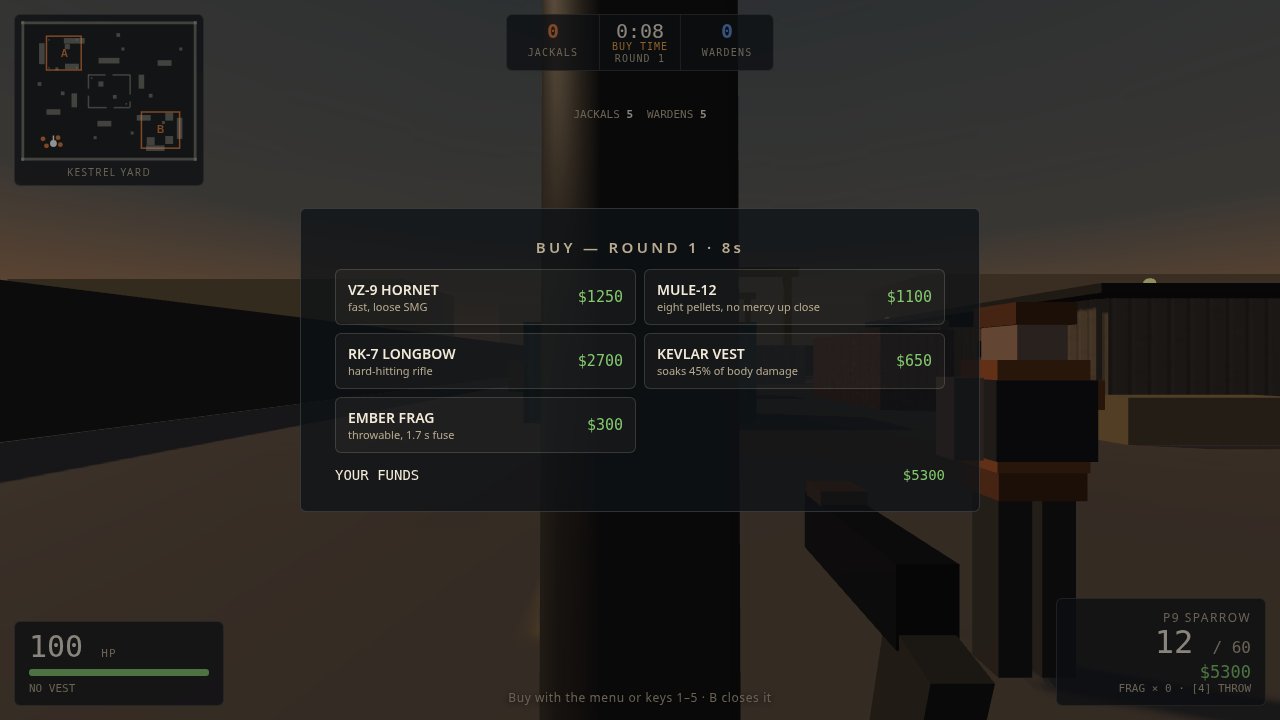 A
B
KESTREL YARD
0 0:08 0
JACKALS BUY TIME WARDENS
ROUND 1
JACKALS 5 WARDENS 5
BUY — ROUND 1 · 8s
VZ-9 HORNET
fast, loose SMG
$1250
MULE-12
eight pellets, no mercy up close
$1100
RK-7 LONGBOW
hard-hitting rifle
$2700
KEVLAR VEST
soaks 45% of body damage
$650
EMBER FRAG
throwable, 1.7 s fuse
$300
YOUR FUNDS $5300
100 HP
NO VEST
Buy with the menu or keys 1–5 · B closes it
P9 SPARROW
12 / 60
$5300
FRAG × 0 · [4] THROW